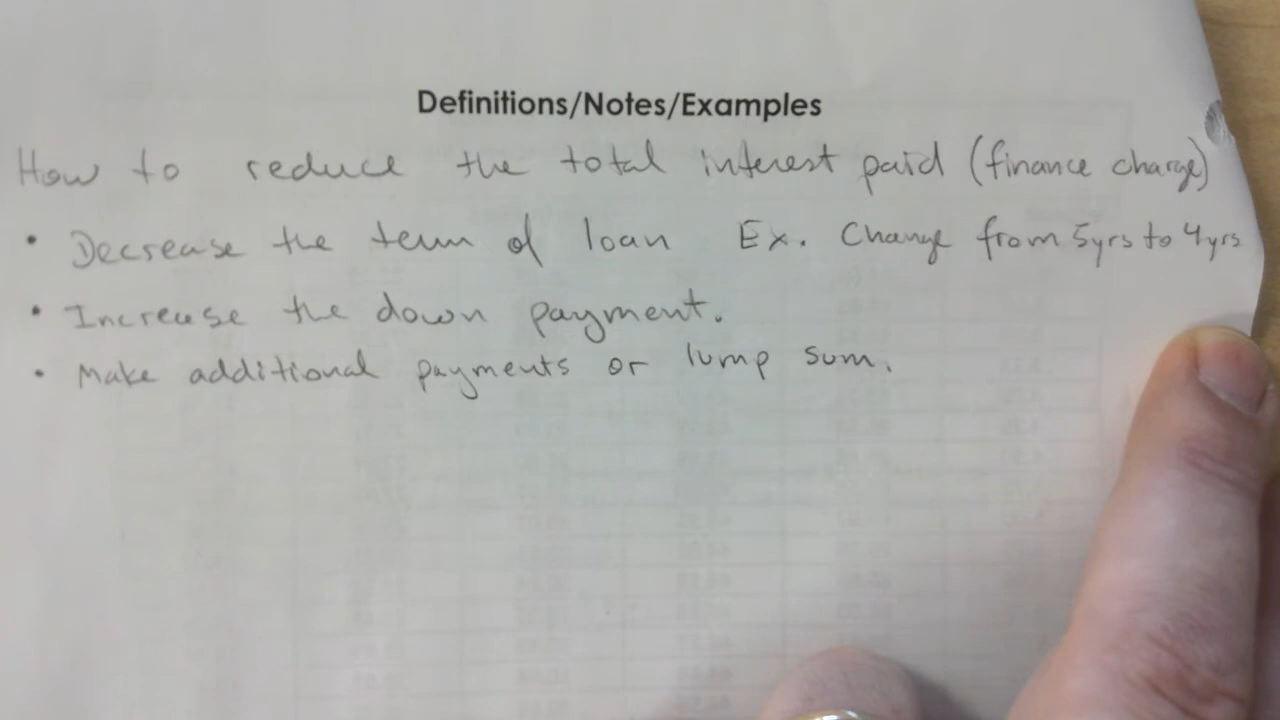 Definitions/Notes/Examples
How to reduce the total interest paid (finance charge)
• Decrease the term of loan Ex. Change from 5yrs to 4yrs
• Increase the down payment.
• Make additional payments or lump sum.